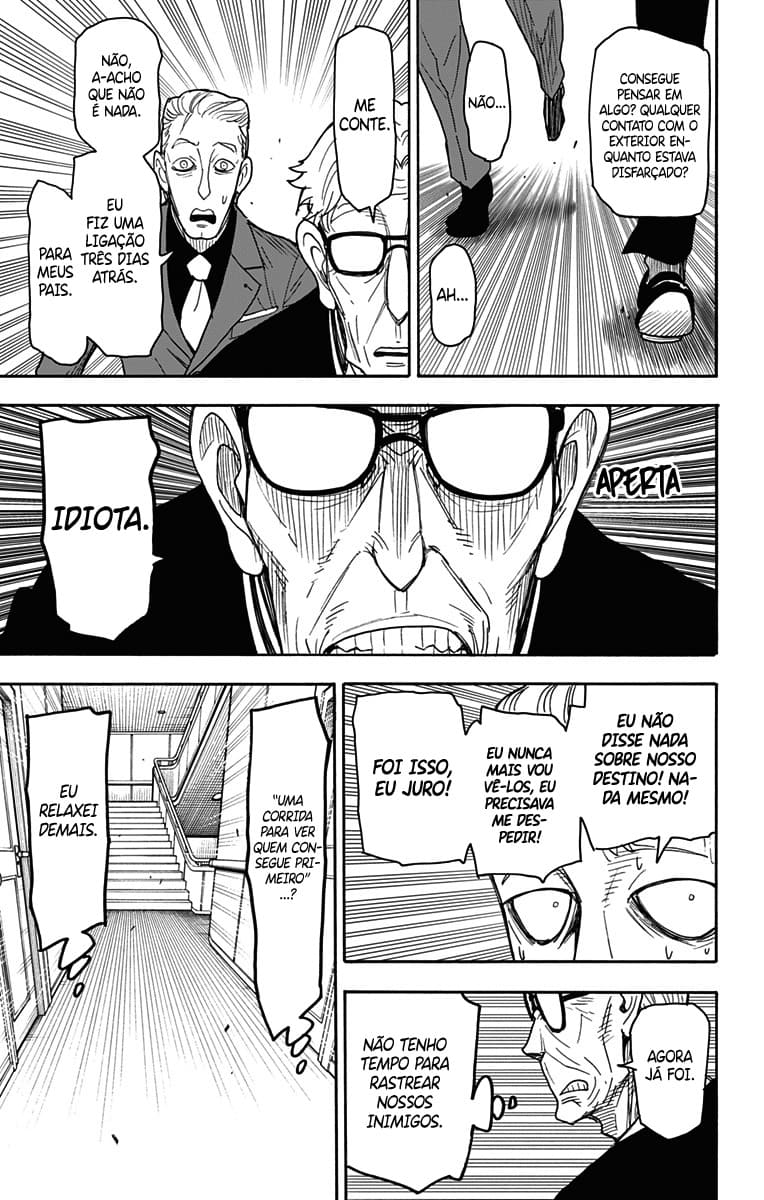 CONSEGUE
PENSAR EM
ALGO? QUALQUER
CONTATO COM O
EXTERIOR EN-
QUANTO ESTAVA
DISFARÇADO?
NÃO...
AH...
ME
CONTE.
NÃO,
A-ACHO
QUE NÃO
É NADA.
EU
FIZ UMA
LIGAÇÃO
TRÊS DIAS
ATRÁS.
PARA
MEUS
PAIS.
APERTA
IDIOTA.
EU NÃO
DISSE NADA
SOBRE NOSSO
DESTINO! NA-
DA MESMO!
EU NUNCA
MAIS VOU
VÊ-LOS, EU
PRECISAVA
ME DES-
PEDIR!
FOI ISSO,
EU JURO!
AGORA
JÁ FOI.
NÃO TENHO
TEMPO PARA
RASTREAR
NOSSOS
INIMIGOS.
"UMA
CORRIDA
PARA VER
QUEM CON-
SEGUE PRI-
MEIRO"
...?
EU
RELAXEI
DEMAIS.